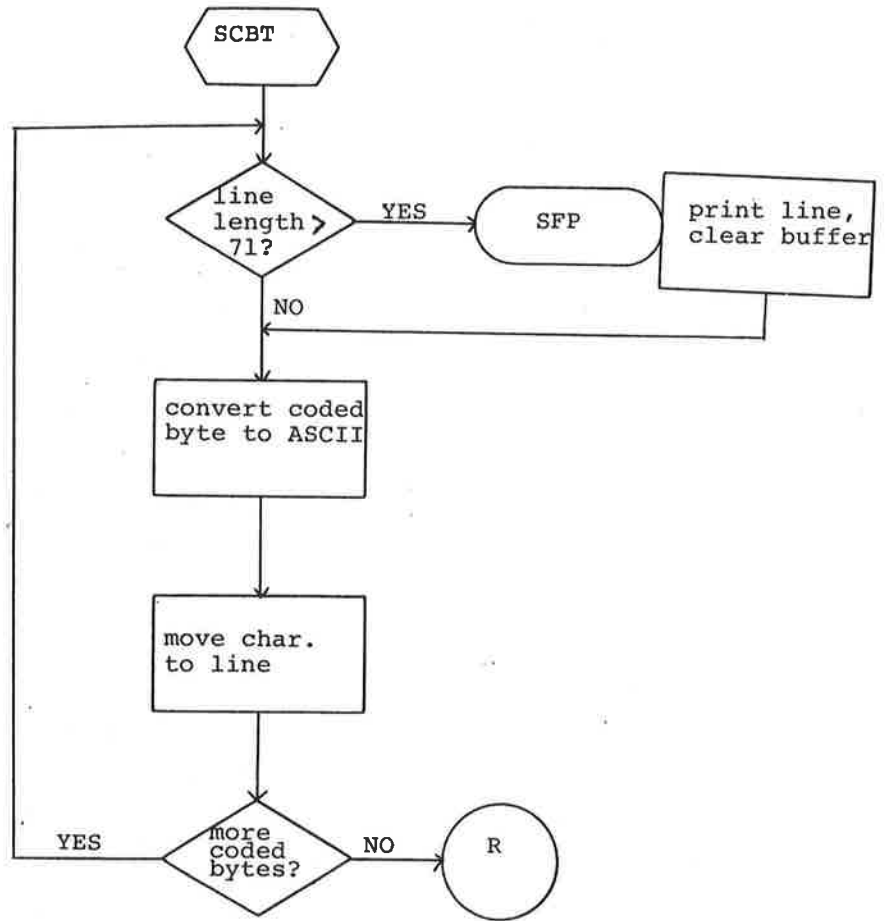 SCBT
line
length >
71?
YES
SFP
print line,
clear buffer
NO
convert coded
byte to ASCII
move char.
to line
more
coded
bytes?
YES
NO
R